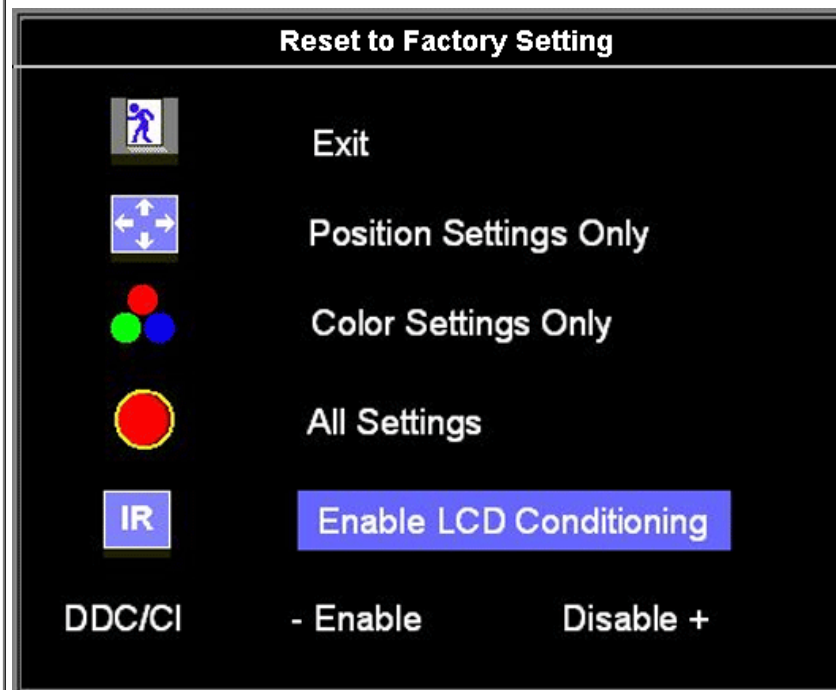 Reset to Factory Setting
Exit
Position Settings Only
Color Settings Only
All Settings
IR Enable LCD Conditioning
DDC/CI - Enable Disable +